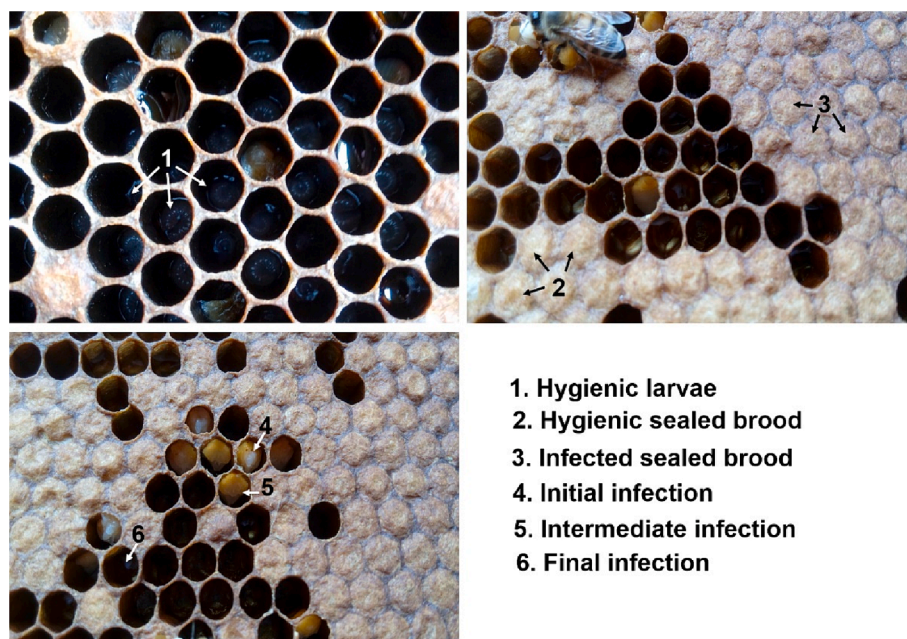 1
3
2
4
5
6
1. Hygienic larvae
2. Hygienic sealed brood
3. Infected sealed brood
4. Initial infection
5. Intermediate infection
6. Final infection